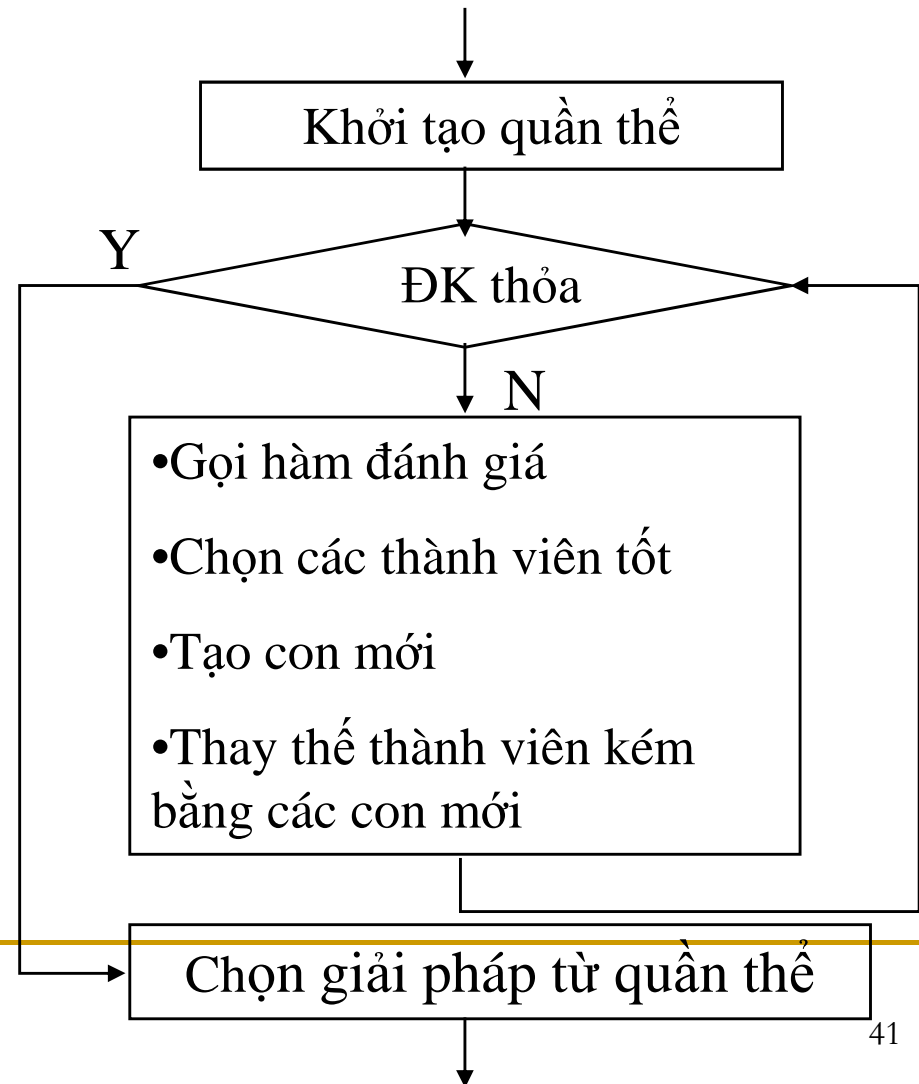 Khởi tạo quần thể
Y
ĐK thỏa
N
•Gọi hàm đánh giá
•Chọn các thành viên tốt
•Tạo con mới
•Thay thế thành viên kém
bằng các con mới
Chọn giải pháp từ quần thể
41